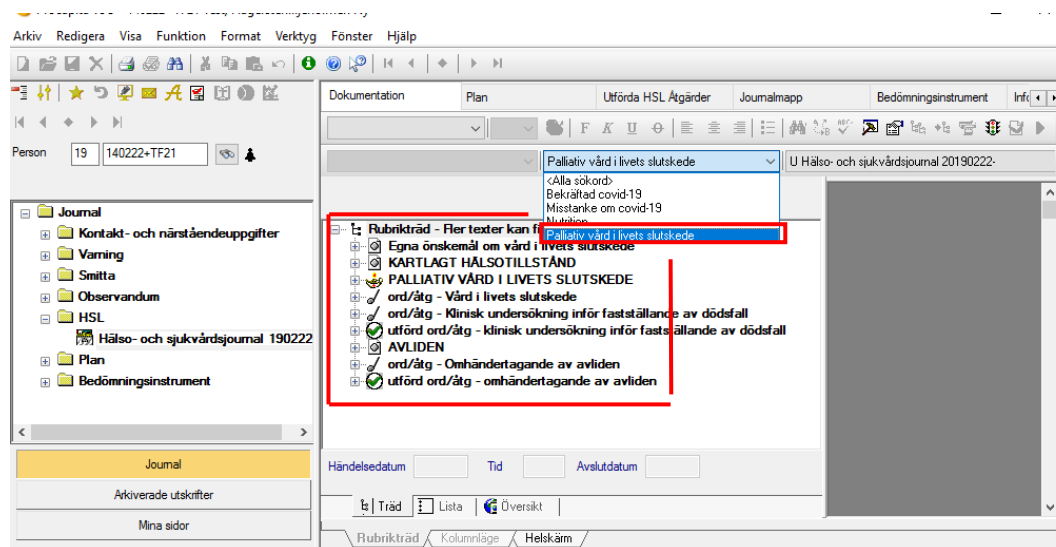 Arkiv Redigera Visa Funktion Format Verktyg Fönster Hjälp
Dokumentation Plan Utförda HSL Åtgärder Journalmapp Bedömningsinstrument
F K U
Person 19 140222+TF21
Palliativ vård i livets slutskede U Hälso- och sjukvårdsjournal 20190222-
<Alla sökord>
Bekräftad covid-19
Misstanke om covid-19
Nutrition
Palliativ vård i livets slutskede
Journal
Kontakt- och närståendeuppgifter
Varning
Smitta
Observandum
HSL
Hälso- och sjukvårdsjournal 190222
Plan
Bedömningsinstrument
Rubrikträd - Fler texter kan fi
Egna önskemål om vård i livets slutskede
KARTLAGT HÄLSOTILLSTÅND
PALLIATIV VÅRD I LIVETS SLUTSKEDE
ord/åtg - Vård i livets slutskede
ord/åtg - Klinisk undersökning inför fastställande av dödsfall
utförd ord/åtg - klinisk undersökning inför fastställande av dödsfall
AVLIDEN
ord/åtg - Omhändertagande av avliden
utförd ord/åtg - omhändertagande av avliden
Journal
Arkiverade utskrifter
Mina sidor
Händelsedatum Tid Avslutdatum
Träd Lista Översikt
Rubrikträd Kolumnläge Helskärm